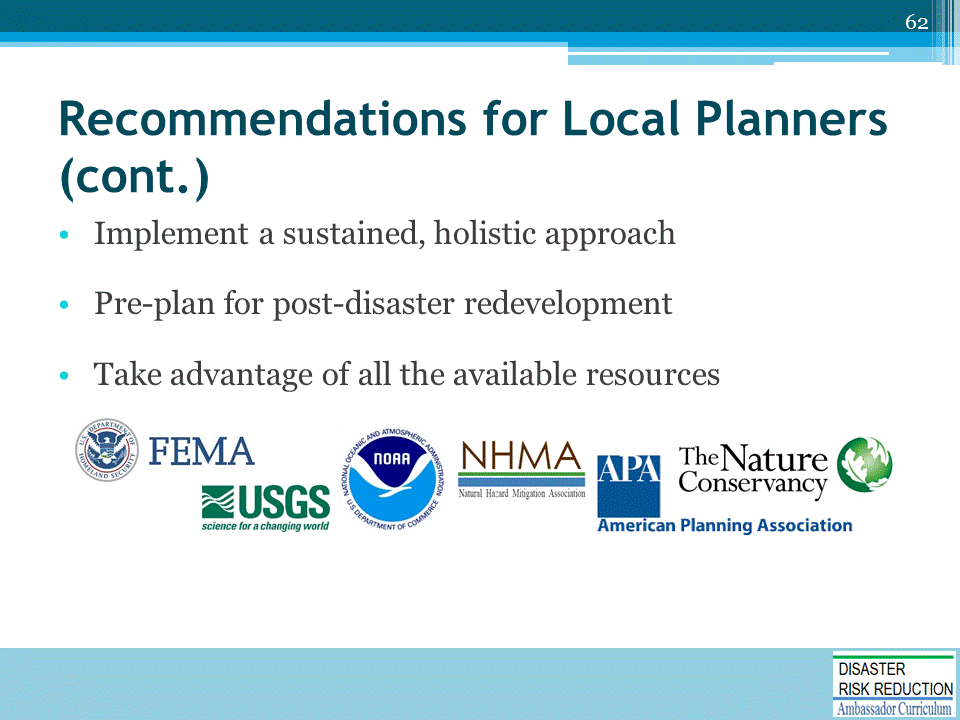 62
Recommendations for Local Planners
(cont.)
• Implement a sustained, holistic approach
• Pre-plan for post-disaster redevelopment
• Take advantage of all the available resources
U.S. DEPARTMENT OF HOMELAND SECURITY
FEMA
USGS
science for a changing world
NATIONAL OCEANIC AND ATMOSPHERIC ADMINISTRATION
NOAA
U.S. DEPARTMENT OF COMMERCE
NHMA
Natural Hazard Mitigation Association
APA
American Planning Association
The Nature
Conservancy
DISASTER
RISK REDUCTION
Ambassador Curriculum